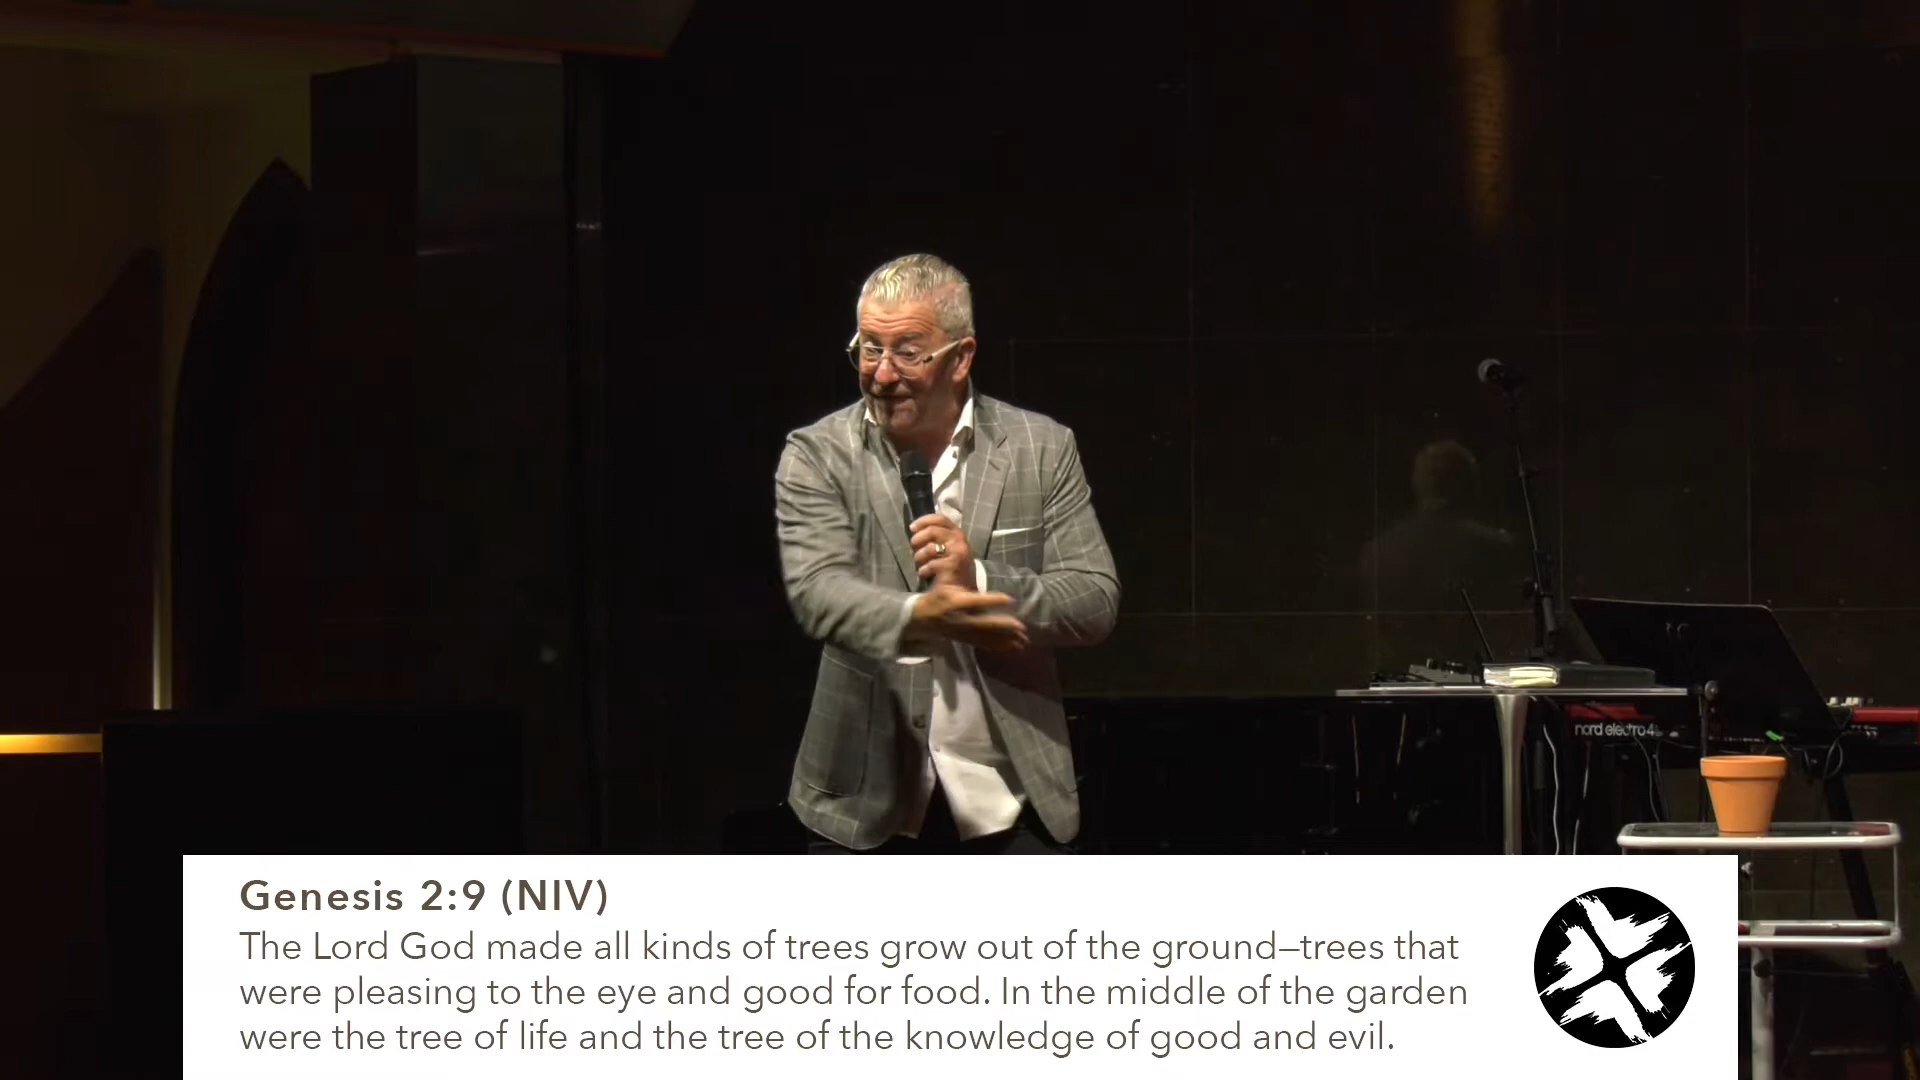 nord electro 4
Genesis 2:9 (NIV)
The Lord God made all kinds of trees grow out of the ground—trees that
were pleasing to the eye and good for food. In the middle of the garden
were the tree of life and the tree of the knowledge of good and evil.